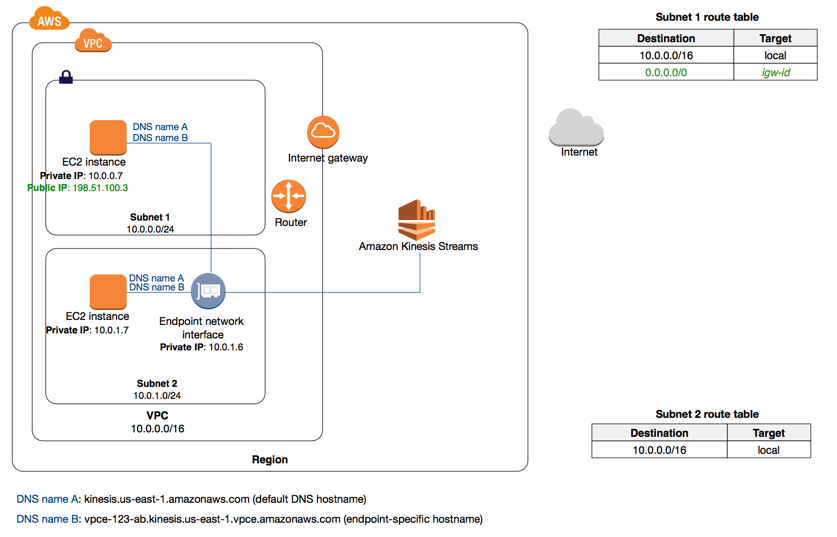 AWS
VPC
DNS name A
DNS name B
EC2 instance
Private IP: 10.0.0.7
Public IP: 198.51.100.3
Subnet 1
10.0.0.0/24
Internet gateway
Router
Amazon Kinesis Streams
DNS name A
DNS name B
EC2 instance
Private IP: 10.0.1.7
Endpoint network
interface
Private IP: 10.0.1.6
Subnet 2
10.0.1.0/24
VPC
10.0.0.0/16
Region
Subnet 1 route table
Destination Target
10.0.0.0/16 local
0.0.0.0/0 igw-id
Internet
Subnet 2 route table
Destination Target
10.0.0.0/16 local
DNS name A: kinesis.us-east-1.amazonaws.com (default DNS hostname)
DNS name B: vpce-123-ab.kinesis.us-east-1.vpce.amazonaws.com (endpoint-specific hostname)